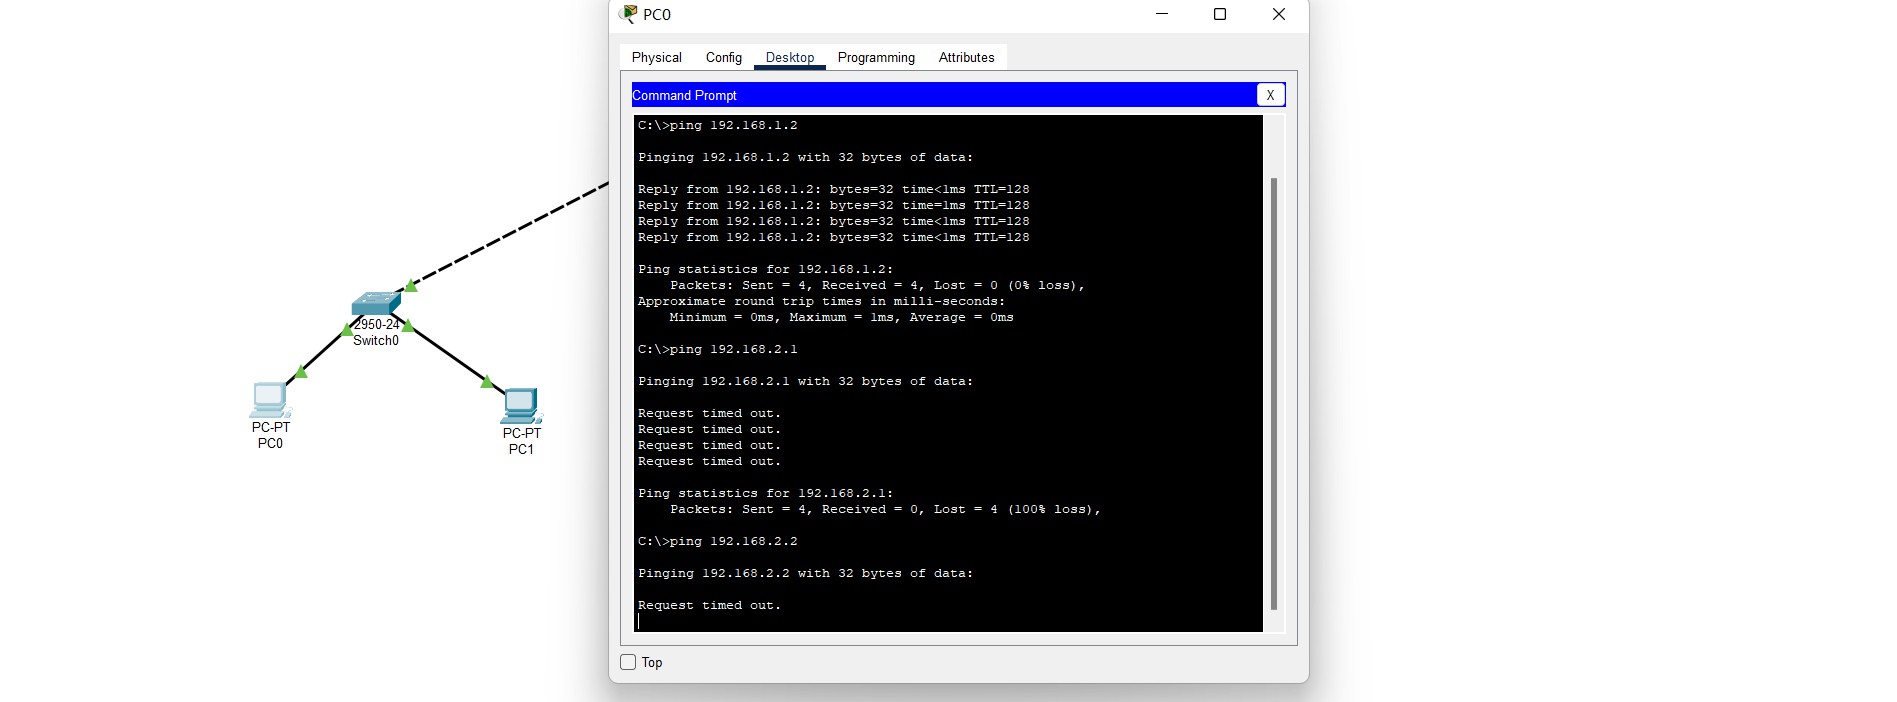 PC0
Physical Config Desktop Programming Attributes
Command Prompt X
C:\>ping 192.168.1.2
Pinging 192.168.1.2 with 32 bytes of data:
Reply from 192.168.1.2: bytes=32 time<1ms TTL=128
Reply from 192.168.1.2: bytes=32 time=1ms TTL=128
Reply from 192.168.1.2: bytes=32 time<1ms TTL=128
Reply from 192.168.1.2: bytes=32 time<1ms TTL=128
Ping statistics for 192.168.1.2:
Packets: Sent = 4, Received = 4, Lost = 0 (0% loss),
Approximate round trip times in milli-seconds:
Minimum = 0ms, Maximum = 1ms, Average = 0ms
C:\>ping 192.168.2.1
Pinging 192.168.2.1 with 32 bytes of data:
Request timed out.
Request timed out.
Request timed out.
Request timed out.
Ping statistics for 192.168.2.1:
Packets: Sent = 4, Received = 0, Lost = 4 (100% loss),
C:\>ping 192.168.2.2
Pinging 192.168.2.2 with 32 bytes of data:
Request timed out.
Top
2950-24
Switch0
PC-PT
PC0
PC-PT
PC1